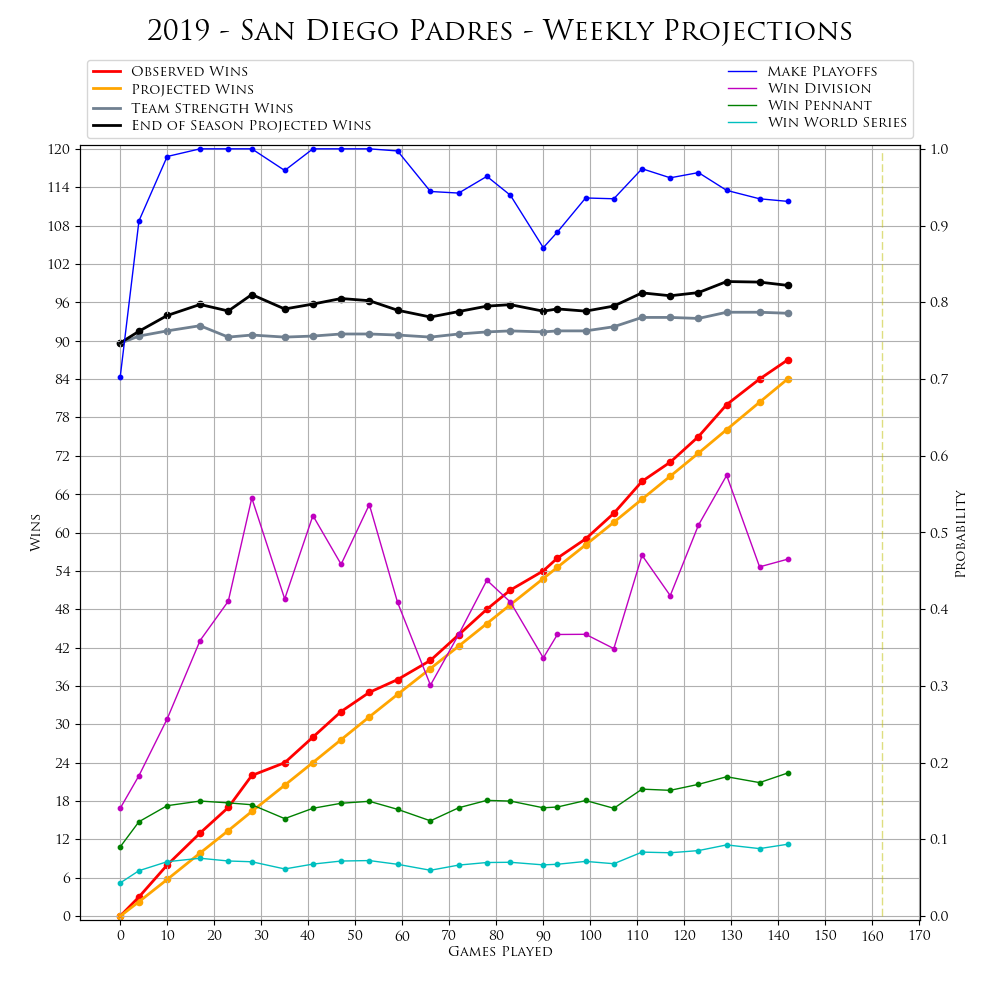 2019 - San Diego Padres - Weekly Projections
Observed Wins
Projected Wins
Team Strength Wins
End of Season Projected Wins
Make Playoffs
Win Division
Win Pennant
Win World Series
120
114
108
102
96
90
84
78
72
66
60
54
48
42
36
30
24
18
12
6
0
Wins
1.0
0.9
0.8
0.7
0.6
0.5
0.4
0.3
0.2
0.1
0.0
Probability
0 10 20 30 40 50 60 70 80 90 100 110 120 130 140 150 160 170
Games Played